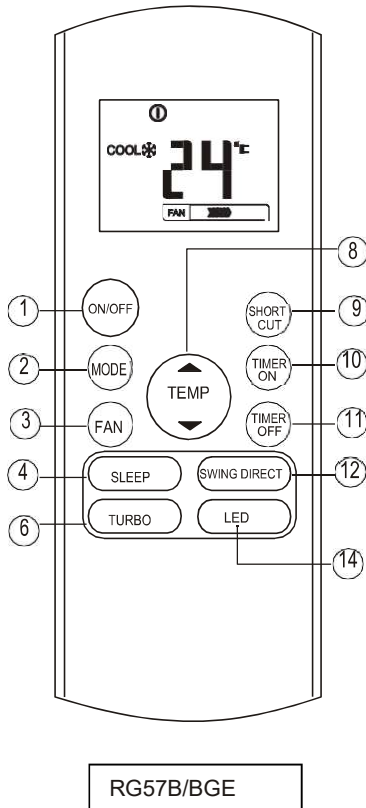 COOL 24 °C
FAN
8
1 ON/OFF
SHORT CUT 9
2 MODE
TEMP
TIMER ON 10
3 FAN
TIMER OFF 11
4 SLEEP
SWING DIRECT 12
6 TURBO
LED
14
RG57B/BGE